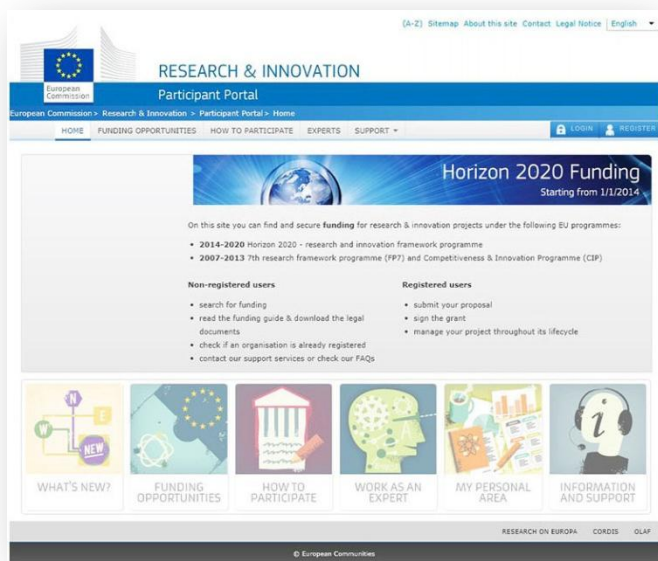 (A-Z) Sitemap About this site Contact Legal Notice English
European
Commission
RESEARCH & INNOVATION
Participant Portal
European Commission > Research & Innovation > Participant Portal > Home
HOME FUNDING OPPORTUNITIES HOW TO PARTICIPATE EXPERTS SUPPORT LOGIN REGISTER
Horizon 2020 Funding
Starting from 1/1/2014
On this site you can find and secure funding for research & innovation projects under the following EU programmes:
• 2014-2020 Horizon 2020 - research and innovation framework programme
• 2007-2013 7th research framework programme (FP7) and Competitiveness & Innovation Programme (CIP)
Non-registered users
• search for funding
• read the funding guide & download the legal
documents
• check if an organisation is already registered
• contact our support services or check our FAQs
Registered users
• submit your proposal
• sign the grant
• manage your project throughout its lifecycle
N
W
E
NEW
i
WHAT'S NEW?
FUNDING
OPPORTUNITIES
HOW TO
PARTICIPATE
WORK AS AN
EXPERT
MY PERSONAL
AREA
INFORMATION
AND SUPPORT
RESEARCH ON EUROPA CORDIS OLAF
© European Communities